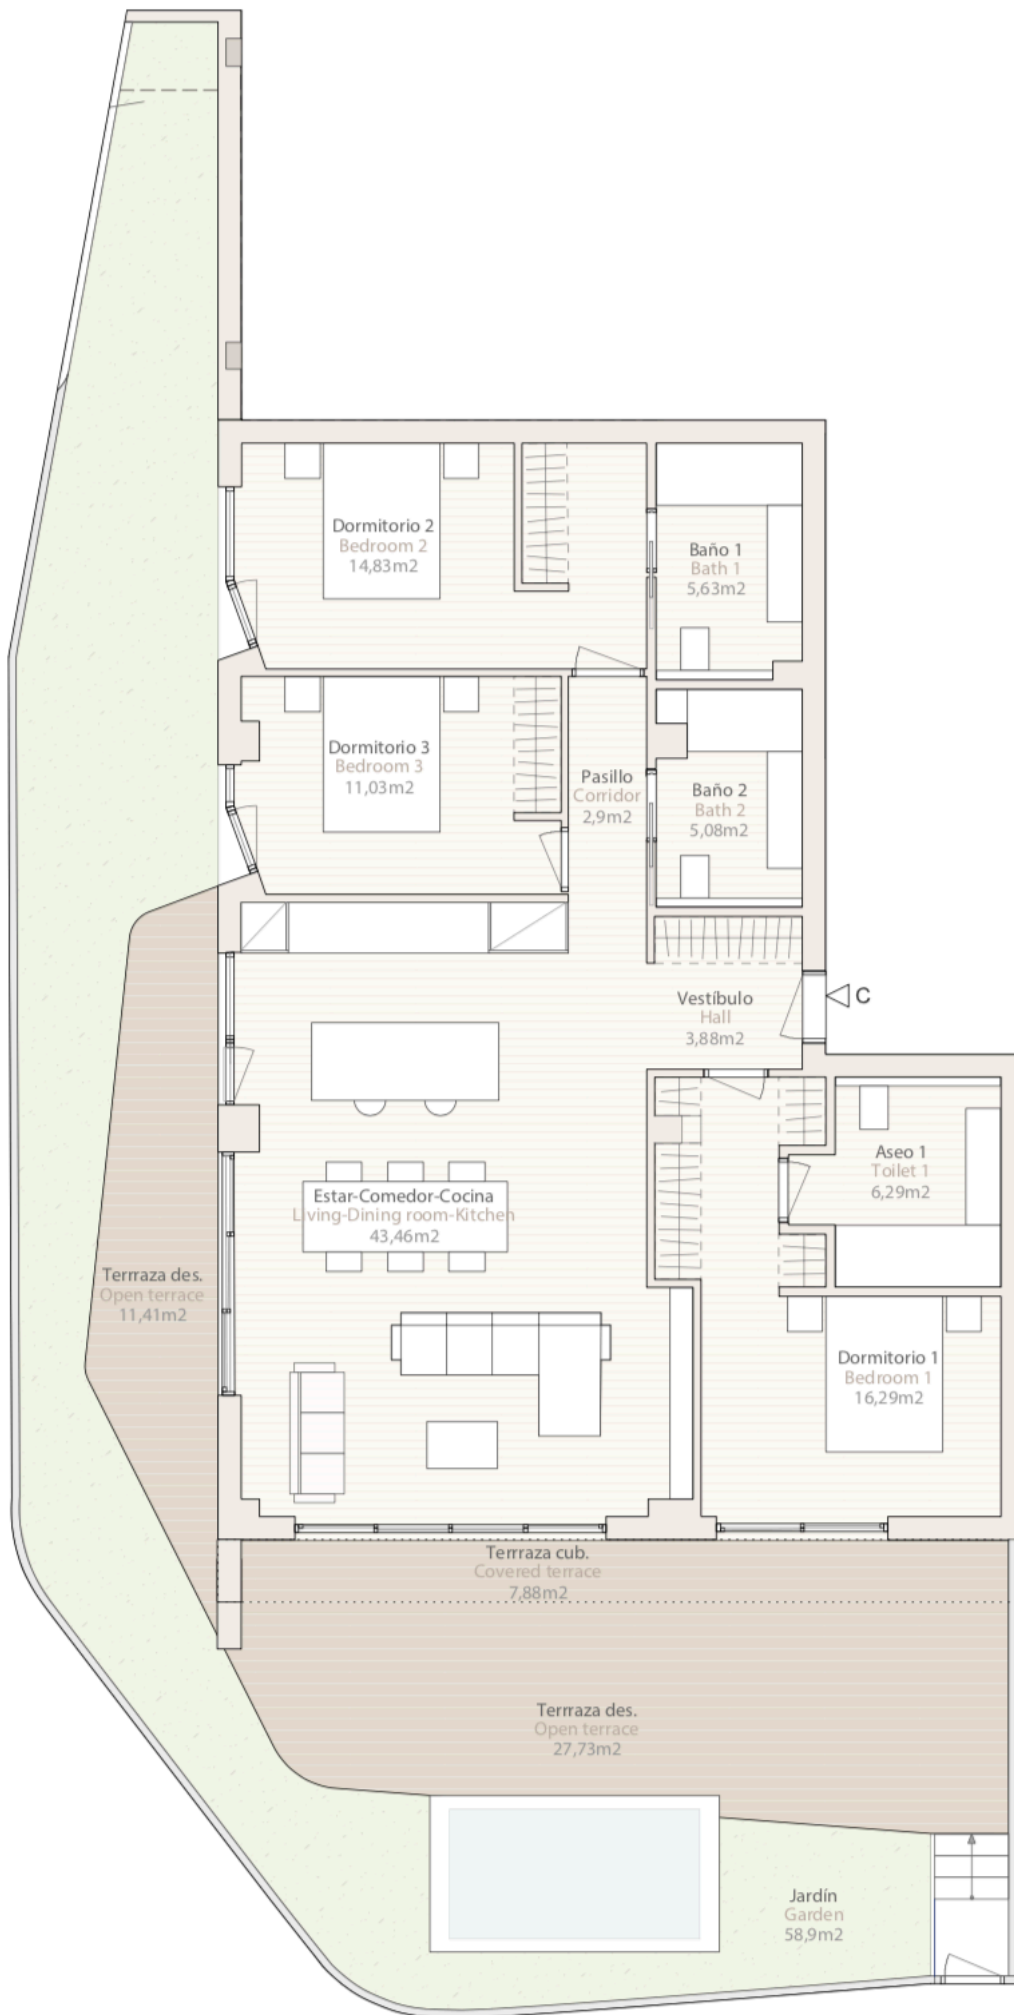 Dormitorio 2
Bedroom 2
14,83m2
Baño 1
Bath 1
5,63m2
Dormitorio 3
Bedroom 3
11,03m2
Pasillo
Corridor
2,9m2
Baño 2
Bath 2
5,08m2
Vestíbulo
Hall
3,88m2
C
Aseo 1
Toilet 1
6,29m2
Estar-Comedor-Cocina
Living-Dining room-Kitchen
43,46m2
Terrraza des.
Open terrace
11,41m2
Dormitorio 1
Bedroom 1
16,29m2
Terrraza cub.
Covered terrace
7,88m2
Terrraza des.
Open terrace
27,73m2
Jardín
Garden
58,9m2